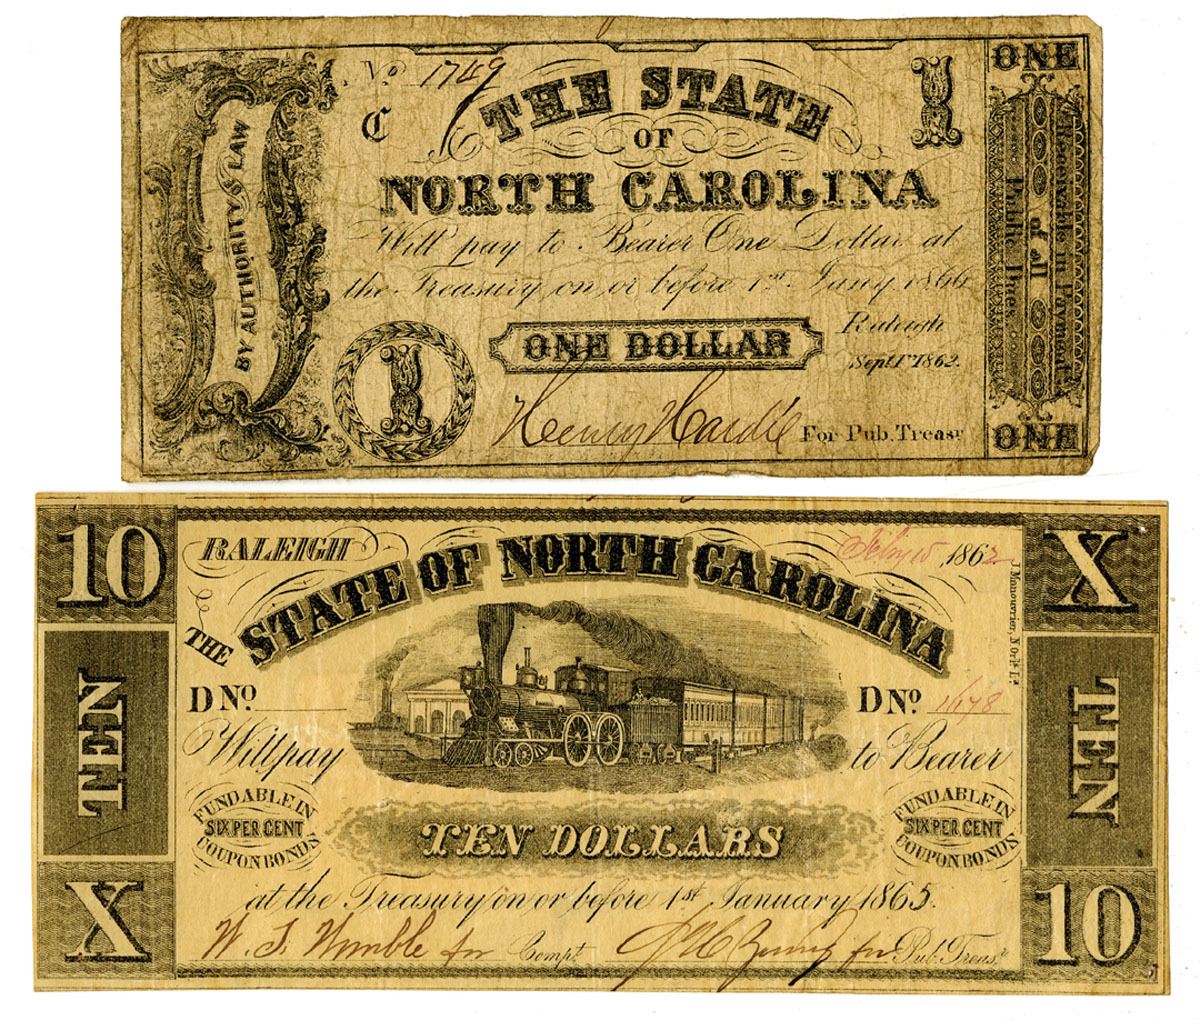 No. 1749
C
THE STATE
OF
NORTH CAROLINA
Will pay to Bearer One Dollar at
the Treasury on or before 1st Jany 1866
ONE DOLLAR
Raleigh
Sept. 1st 1862.
Henry Hardie For Pub. Treasr
BY AUTHORITY OF LAW
1
1
ONE
Receivable in Payment
of all
Public Dues.
ONE
10
TEN
X
RALEIGH
1862
THE
STATE OF NORTH CAROLINA
D No.
D No. 1678
Will pay to Bearer
FUNDABLE IN
SIX PER CENT
COUPON BONDS
TEN DOLLARS
FUNDABLE IN
SIX PER CENT
COUPON BONDS
at the Treasury on or before 1st January 1865.
for Compt. for Pub. Treasr
X
TEN
10